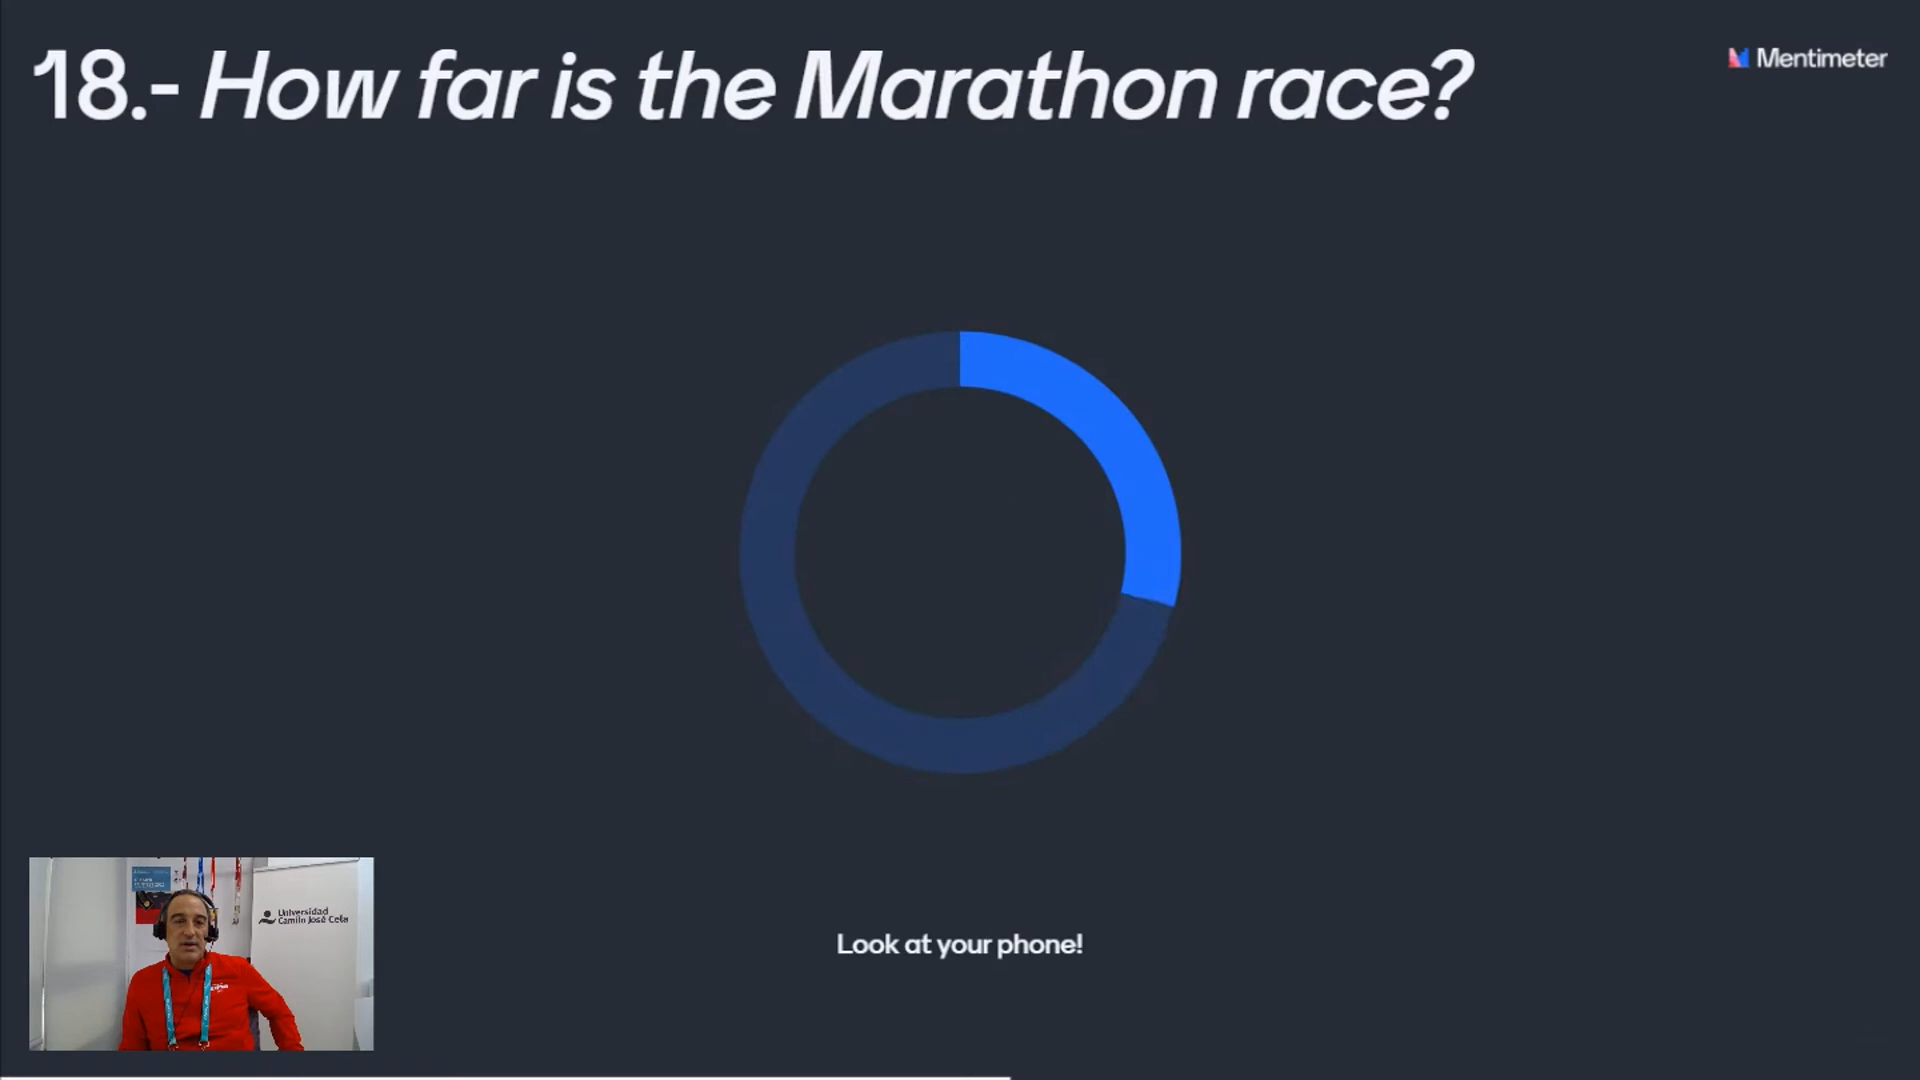 18.- How far is the Marathon race?
Mentimeter
Universidad
Camilo José Cela
Look at your phone!